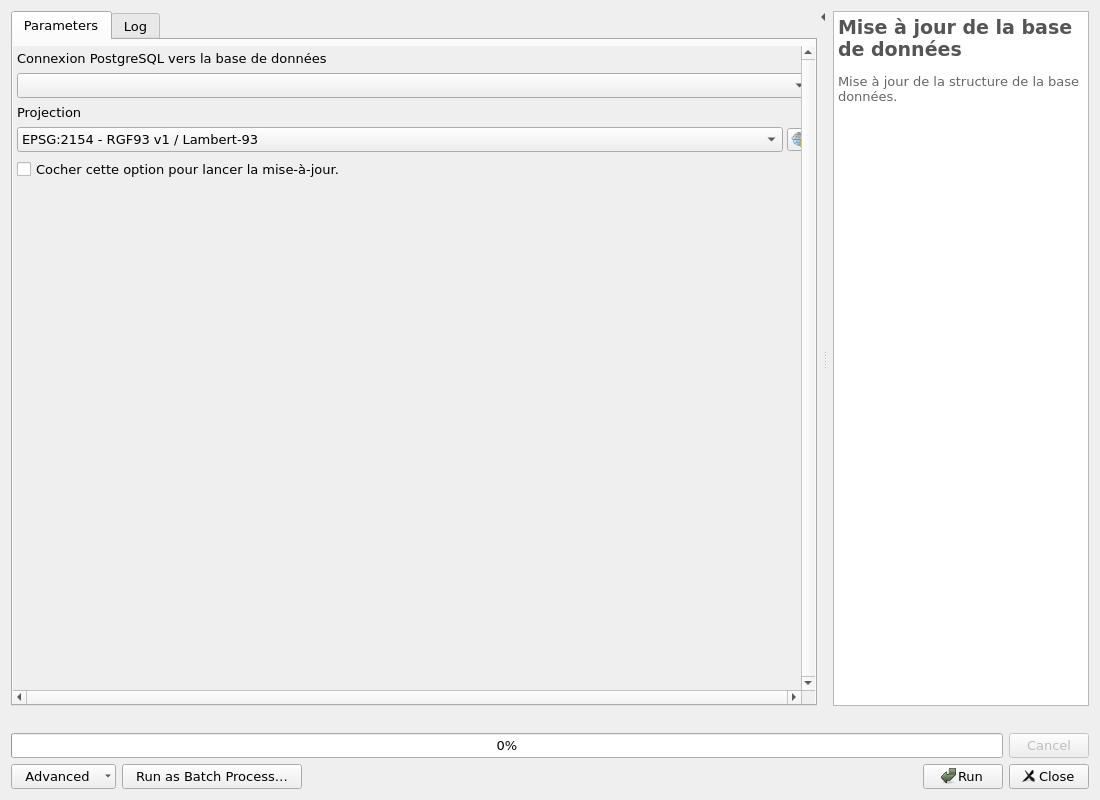 Parameters
Log
Connexion PostgreSQL vers la base de données
Projection
EPSG:2154 - RGF93 v1 / Lambert-93
Cocher cette option pour lancer la mise-à-jour.
Mise à jour de la base
de données
Mise à jour de la structure de la base
données.
0%
Cancel
Advanced
Run as Batch Process...
Run
Close